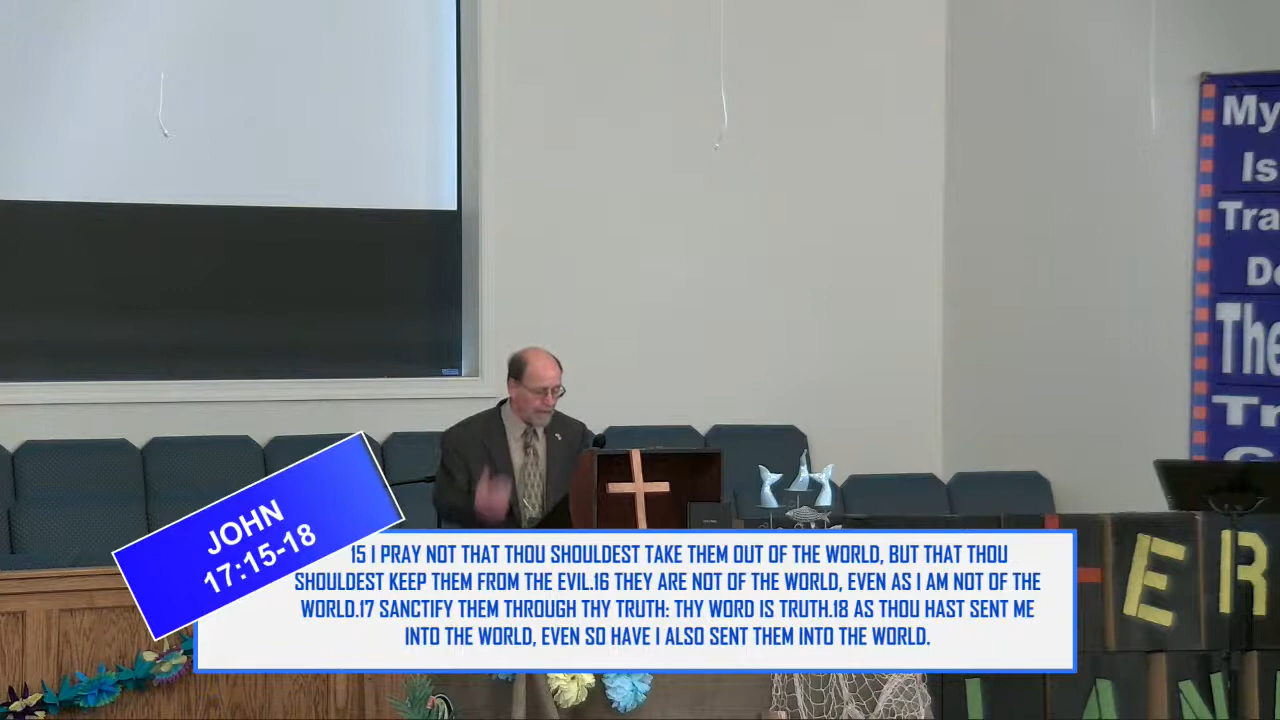 My
Is
Tra
De
The
Tr
JOHN
17:15-18
15 I PRAY NOT THAT THOU SHOULDEST TAKE THEM OUT OF THE WORLD, BUT THAT THOU
SHOULDEST KEEP THEM FROM THE EVIL.16 THEY ARE NOT OF THE WORLD, EVEN AS I AM NOT OF THE
WORLD.17 SANCTIFY THEM THROUGH THY TRUTH: THY WORD IS TRUTH.18 AS THOU HAST SENT ME
INTO THE WORLD, EVEN SO HAVE I ALSO SENT THEM INTO THE WORLD.
ER